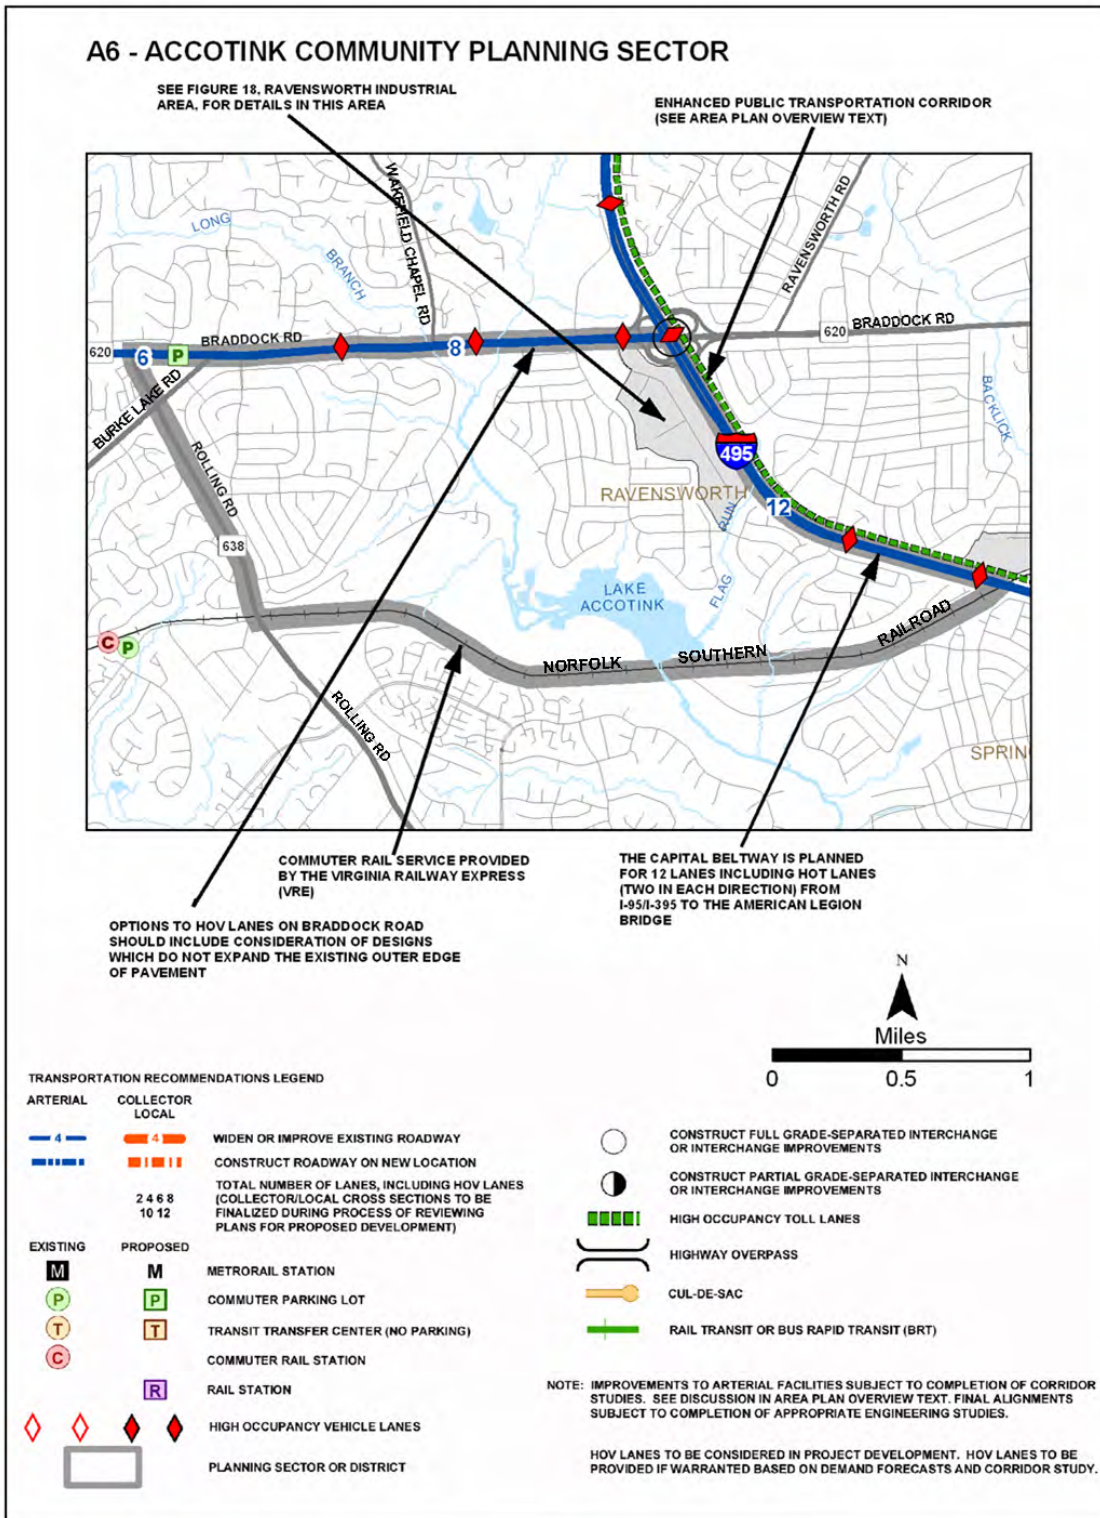 A6 - ACCOTINK COMMUNITY PLANNING SECTOR
SEE FIGURE 18, RAVENSWORTH INDUSTRIAL
AREA, FOR DETAILS IN THIS AREA
ENHANCED PUBLIC TRANSPORTATION CORRIDOR
(SEE AREA PLAN OVERVIEW TEXT)
WAKEFIELD CHAPEL RD
RAVENSWORTH RD
LONG
BRANCH
620
BRADDOCK RD
6
P
8
620
BRADDOCK RD
BURKE LAKE RD
ROLLING RD
638
BACKLICK
495
RAVENSWORTH
12
RUN
FLAG
LAKE
ACCOTINK
C
P
NORFOLK
SOUTHERN
RAILROAD
ROLLING RD
SPRIN
COMMUTER RAIL SERVICE PROVIDED
BY THE VIRGINIA RAILWAY EXPRESS
(VRE)
THE CAPITAL BELTWAY IS PLANNED
FOR 12 LANES INCLUDING HOT LANES
(TWO IN EACH DIRECTION) FROM
I-95/I-395 TO THE AMERICAN LEGION
BRIDGE
OPTIONS TO HOV LANES ON BRADDOCK ROAD
SHOULD INCLUDE CONSIDERATION OF DESIGNS
WHICH DO NOT EXPAND THE EXISTING OUTER EDGE
OF PAVEMENT
N
Miles
0 0.5 1
TRANSPORTATION RECOMMENDATIONS LEGEND
ARTERIAL COLLECTOR
LOCAL
4 4 WIDEN OR IMPROVE EXISTING ROADWAY
CONSTRUCT ROADWAY ON NEW LOCATION
2 4 6 8
10 12
TOTAL NUMBER OF LANES, INCLUDING HOV LANES
(COLLECTOR/LOCAL CROSS SECTIONS TO BE
FINALIZED DURING PROCESS OF REVIEWING
PLANS FOR PROPOSED DEVELOPMENT)
EXISTING PROPOSED
M M METRORAIL STATION
P P COMMUTER PARKING LOT
T T TRANSIT TRANSFER CENTER (NO PARKING)
C COMMUTER RAIL STATION
R RAIL STATION
HIGH OCCUPANCY VEHICLE LANES
PLANNING SECTOR OR DISTRICT
CONSTRUCT FULL GRADE-SEPARATED INTERCHANGE
OR INTERCHANGE IMPROVEMENTS
CONSTRUCT PARTIAL GRADE-SEPARATED INTERCHANGE
OR INTERCHANGE IMPROVEMENTS
HIGH OCCUPANCY TOLL LANES
HIGHWAY OVERPASS
CUL-DE-SAC
RAIL TRANSIT OR BUS RAPID TRANSIT (BRT)
NOTE: IMPROVEMENTS TO ARTERIAL FACILITIES SUBJECT TO COMPLETION OF CORRIDOR
STUDIES. SEE DISCUSSION IN AREA PLAN OVERVIEW TEXT. FINAL ALIGNMENTS
SUBJECT TO COMPLETION OF APPROPRIATE ENGINEERING STUDIES.
HOV LANES TO BE CONSIDERED IN PROJECT DEVELOPMENT. HOV LANES TO BE
PROVIDED IF WARRANTED BASED ON DEMAND FORECASTS AND CORRIDOR STUDY.